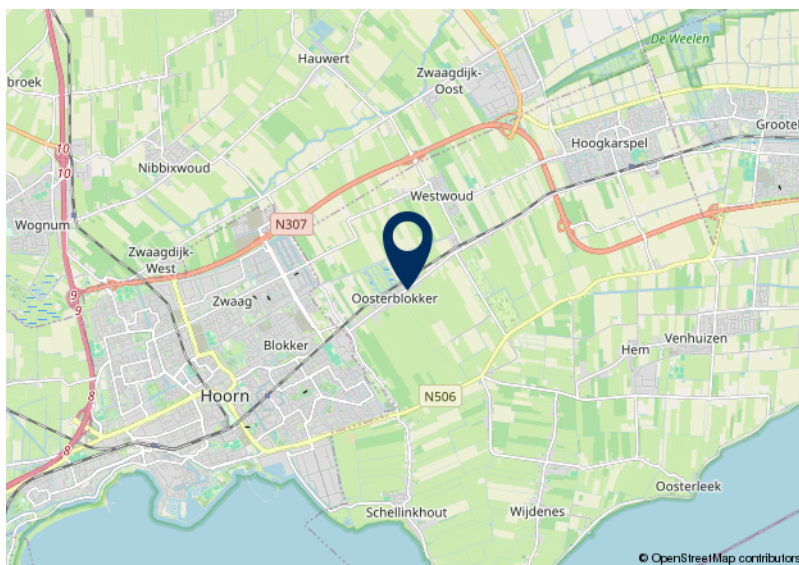 De Weelen
Hauwert
Zwaagdijk-
Oost
broek
Grootel
Hoogkarspel
10
10
Nibbixwoud
Westwoud
Wognum
N307
Zwaagdijk-
West
9
9
Zwaag
Oosterblokker
Blokker
Venhuizen
Hem
8
Hoorn
N506
8
Oosterleek
Schellinkhout
Wijdenes
© OpenStreetMap contributors